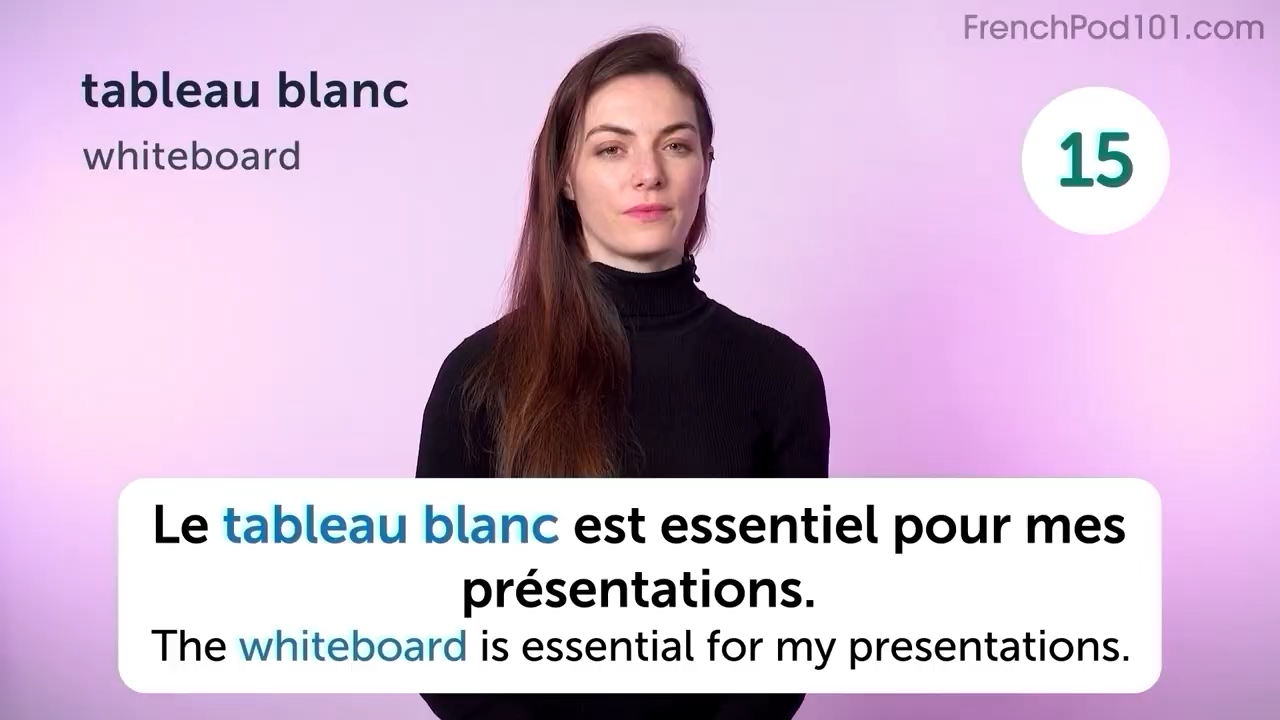 FrenchPod101.com
tableau blanc
whiteboard
15
Le tableau blanc est essentiel pour mes
présentations.
The whiteboard is essential for my presentations.